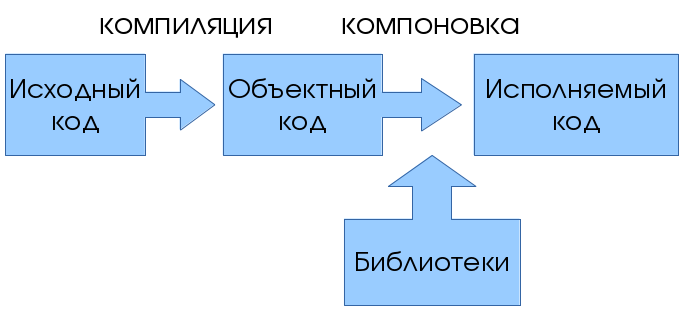 компиляция
компоновка
Исходный
код
Объектный
код
Исполняемый
код
Библиотеки